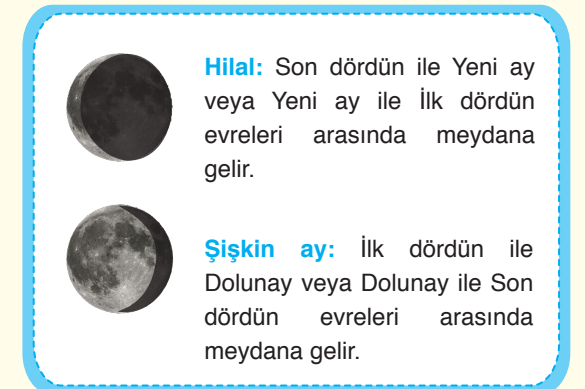 Hilal: Son dördün ile Yeni ay
veya Yeni ay ile İlk dördün
evreleri arasında meydana
gelir.
Şişkin ay: İlk dördün ile
Dolunay veya Dolunay ile Son
dördün evreleri arasında
meydana gelir.